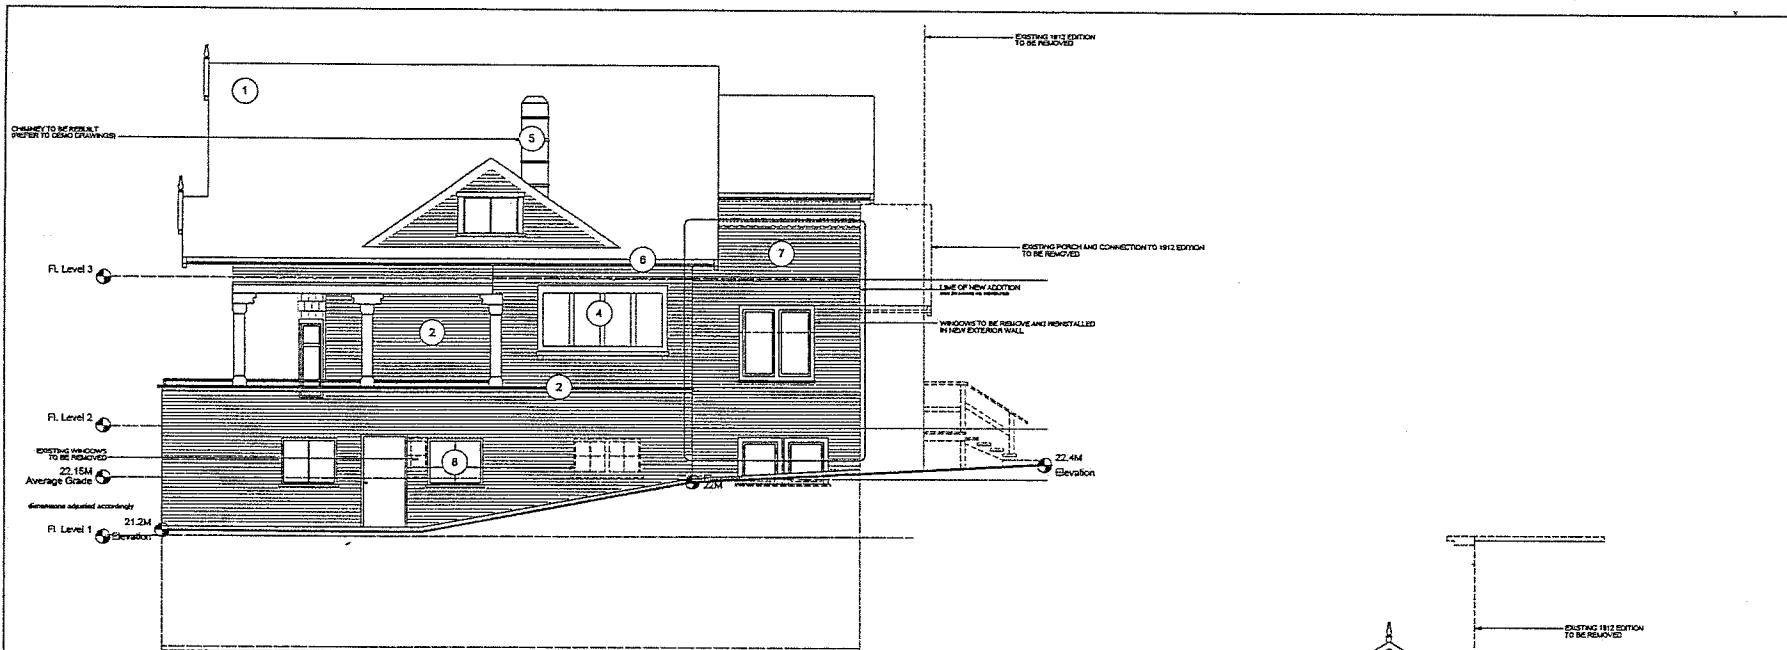 EXISTING 1912 EDITION
TO BE REMOVED
1
CHIMNEY TO BE REBUILT
(REFER TO DEMO DRAWINGS)
5
EXISTING PORCH AND CONNECTION TO 1912 EDITION
TO BE REMOVED
7
6
Fl. Level 3
LINE OF NEW ADDITION
4
2
WINDOWS TO BE REMOVE AND REINSTALLED
IN NEW EXTERIOR WALL
2
Fl. Level 2
EXISTING WINDOWS
TO BE REMOVED
8
22.15M
Average Grade
22.4M
Elevation
22M
dimensions adjusted accordingly
21.2M
Fl. Level 1
Elevation
EXISTING 1912 EDITION
TO BE REMOVED